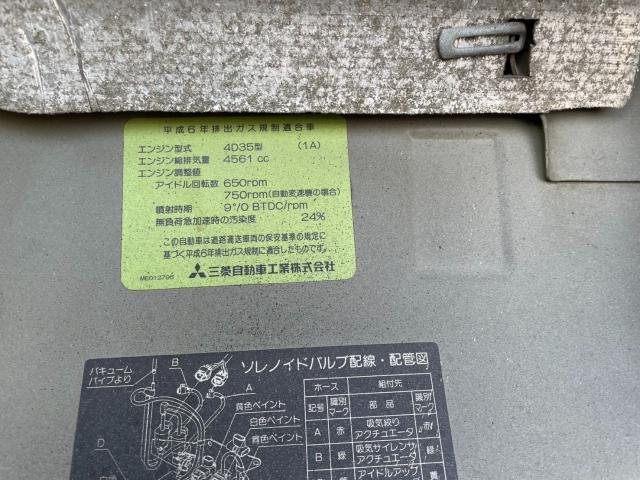 平成6年排出ガス規制適合車
エンジン型式 4D35型 (1A)
エンジン総排気量 4561 cc
エンジン調整値
アイドル回転数 650rpm
750rpm(自動変速機の場合)
噴射時期 9°/0 BTDC/rpm
無負荷急加速時の汚染度 24%
この自動車は道路運送車両の保安基準の規定に
基づく平成6年排出ガス規制に適合したものです。
三菱自動車工業株式会社
ME013796
ソレノイドバルブ配線・配管図
バキューム
パイプより
B
A
黄色ペイント
白色ペイント
青色ペイント
D
ホース 組付先
記号 識別マーク 部品 識別マーク
A 赤 吸気絞りアクチュエータ
B 緑 吸気サイレンサアクチュエータ 緑
アイドルアップ